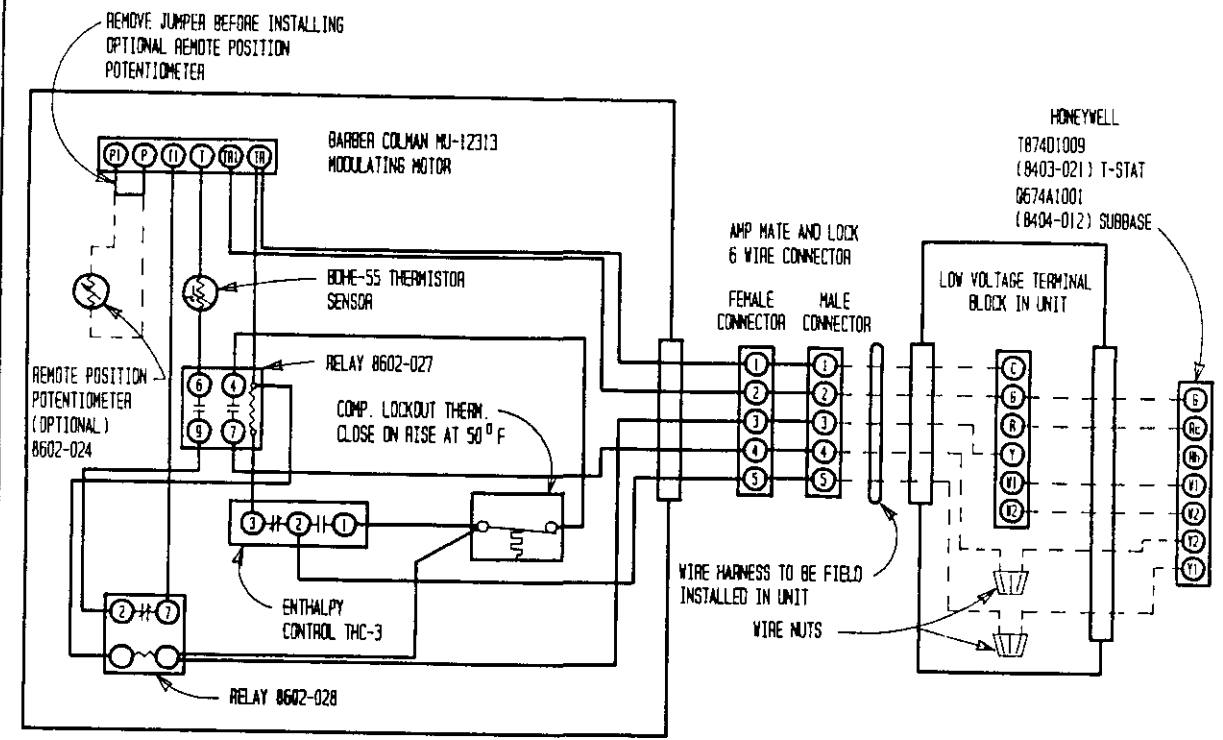 REMOVE JUMPER BEFORE INSTALLING
OPTIONAL REMOTE POSITION
POTENTIOMETER
BARBER COLMAN MU-12313
MODULATING MOTOR
P1 P T1 T TR1 TR
BOHE-55 THERMISTOR
SENSOR
REMOTE POSITION
POTENTIOMETER
(OPTIONAL)
8602-024
RELAY 8602-027
6 4
9 7
COMP. LOCKOUT THERM.
CLOSE ON RISE AT 50° F
3 2 1
ENTHALPY
CONTROL THC-3
2 7
RELAY 8602-028
AMP MATE AND LOCK
6 WIRE CONNECTOR
FEMALE
CONNECTOR
MALE
CONNECTOR
1 1
2 2
3 3
4 4
5 5
WIRE HARNESS TO BE FIELD
INSTALLED IN UNIT
WIRE NUTS
LOW VOLTAGE TERMINAL
BLOCK IN UNIT
C
G
R
Y
W1
W2
HONEYWELL
T874D1009
(8403-021) T-STAT
Q674A1001
(8404-012) SUBBASE
G
Rc
Rh
W1
W2
Y2
Y1